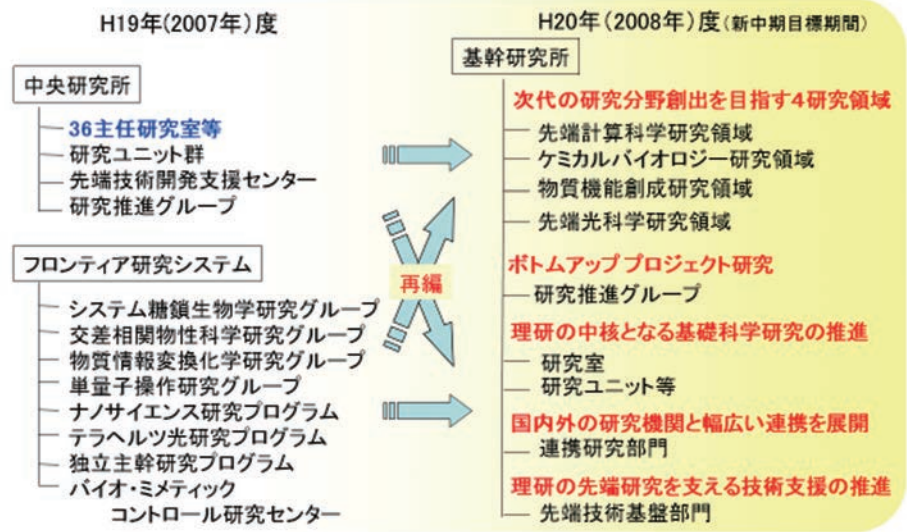 H19年(2007年)度
中央研究所
36主任研究室等
研究ユニット群
先端技術開発支援センター
研究推進グループ
フロンティア研究システム
システム糖鎖生物学研究グループ
交差相関物性科学研究グループ
物質情報変換化学研究グループ
単量子操作研究グループ
ナノサイエンス研究プログラム
テラヘルツ光研究プログラム
独立主幹研究プログラム
バイオ・ミメティック
コントロール研究センター
再編
H20年(2008年)度(新中期目標期間)
基幹研究所
次代の研究分野創出を目指す4研究領域
先端計算科学研究領域
ケミカルバイオロジー研究領域
物質機能創成研究領域
先端光科学研究領域
ボトムアッププロジェクト研究
研究推進グループ
理研の中核となる基礎科学研究の推進
研究室
研究ユニット等
国内外の研究機関と幅広い連携を展開
連携研究部門
理研の先端研究を支える技術支援の推進
先端技術基盤部門